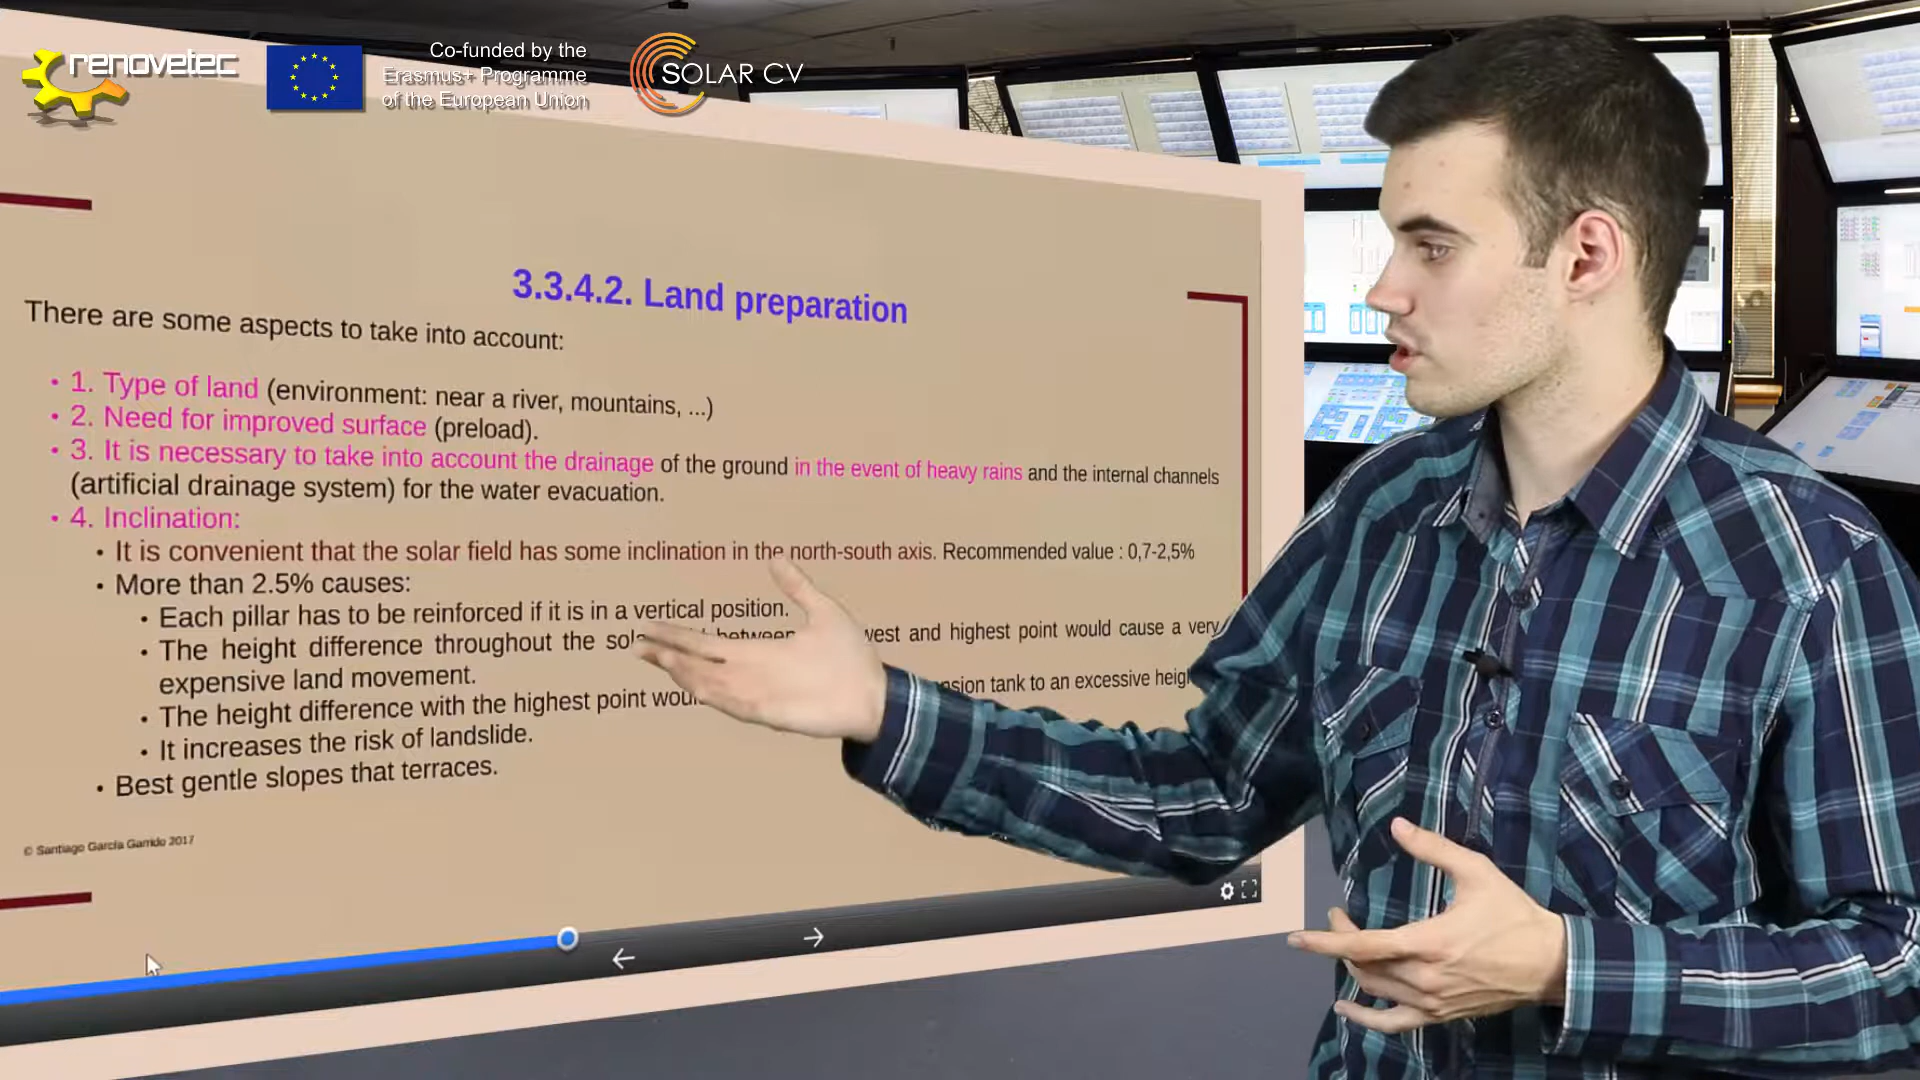 renovetec
Co-funded by the
Erasmus+ Programme
of the European Union
SOLAR CV
3.3.4.2. Land preparation
There are some aspects to take into account:
• 1. Type of land (environment: near a river, mountains, ...)
• 2. Need for improved surface (preload).
• 3. It is necessary to take into account the drainage of the ground in the event of heavy rains and the internal channels
(artificial drainage system) for the water evacuation.
• 4. Inclination:
• It is convenient that the solar field has some inclination in the north-south axis. Recommended value : 0,7-2,5%
• More than 2.5% causes:
• Each pillar has to be reinforced if it is in a vertical position.
• The height difference throughout the between and highest point would cause a very
expensive land movement.
• The height difference with the highest point tank to an excessive
• It increases the risk of landslide.
• Best gentle slopes that terraces.
© Santiago García Garrido 2017